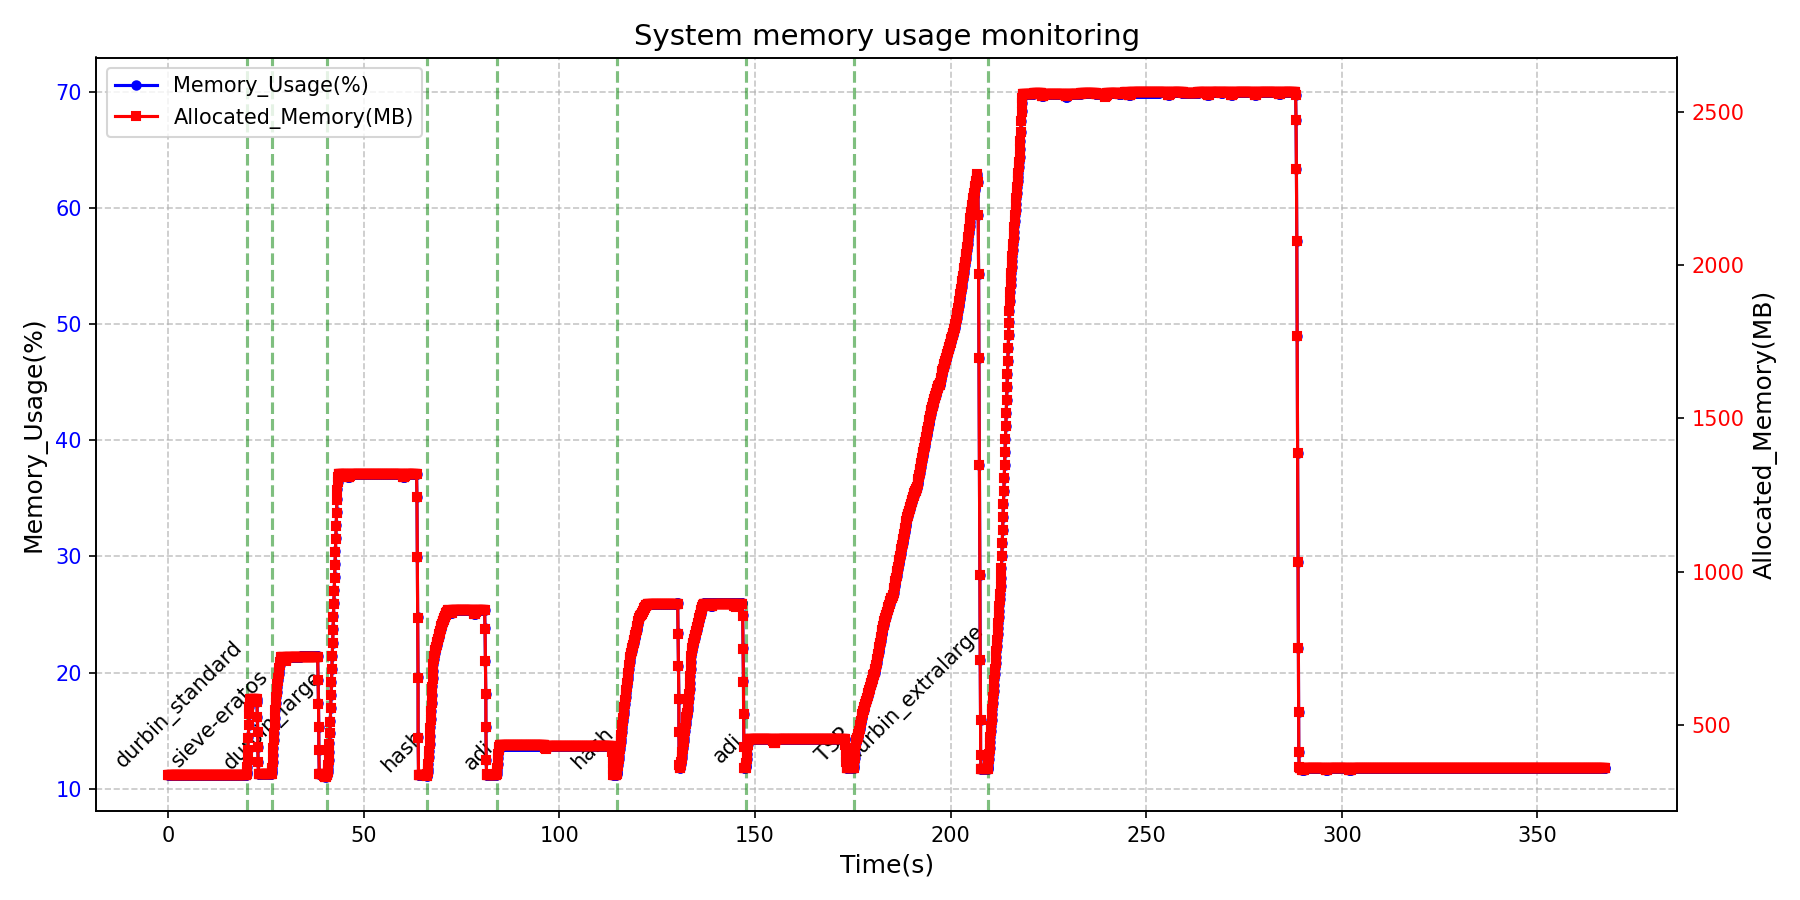 System memory usage monitoring
Memory_Usage(%)
Allocated_Memory(MB)
70
60
50
40
30
20
10
Memory_Usage(%)
2500
2000
1500
1000
500
Allocated_Memory(MB)
durbin_standard
sieve-eratos
durbin_large
hash
adi
hash
adi
TSP
durbin_extralarge
0
50
100
150
200
250
300
350
Time(s)